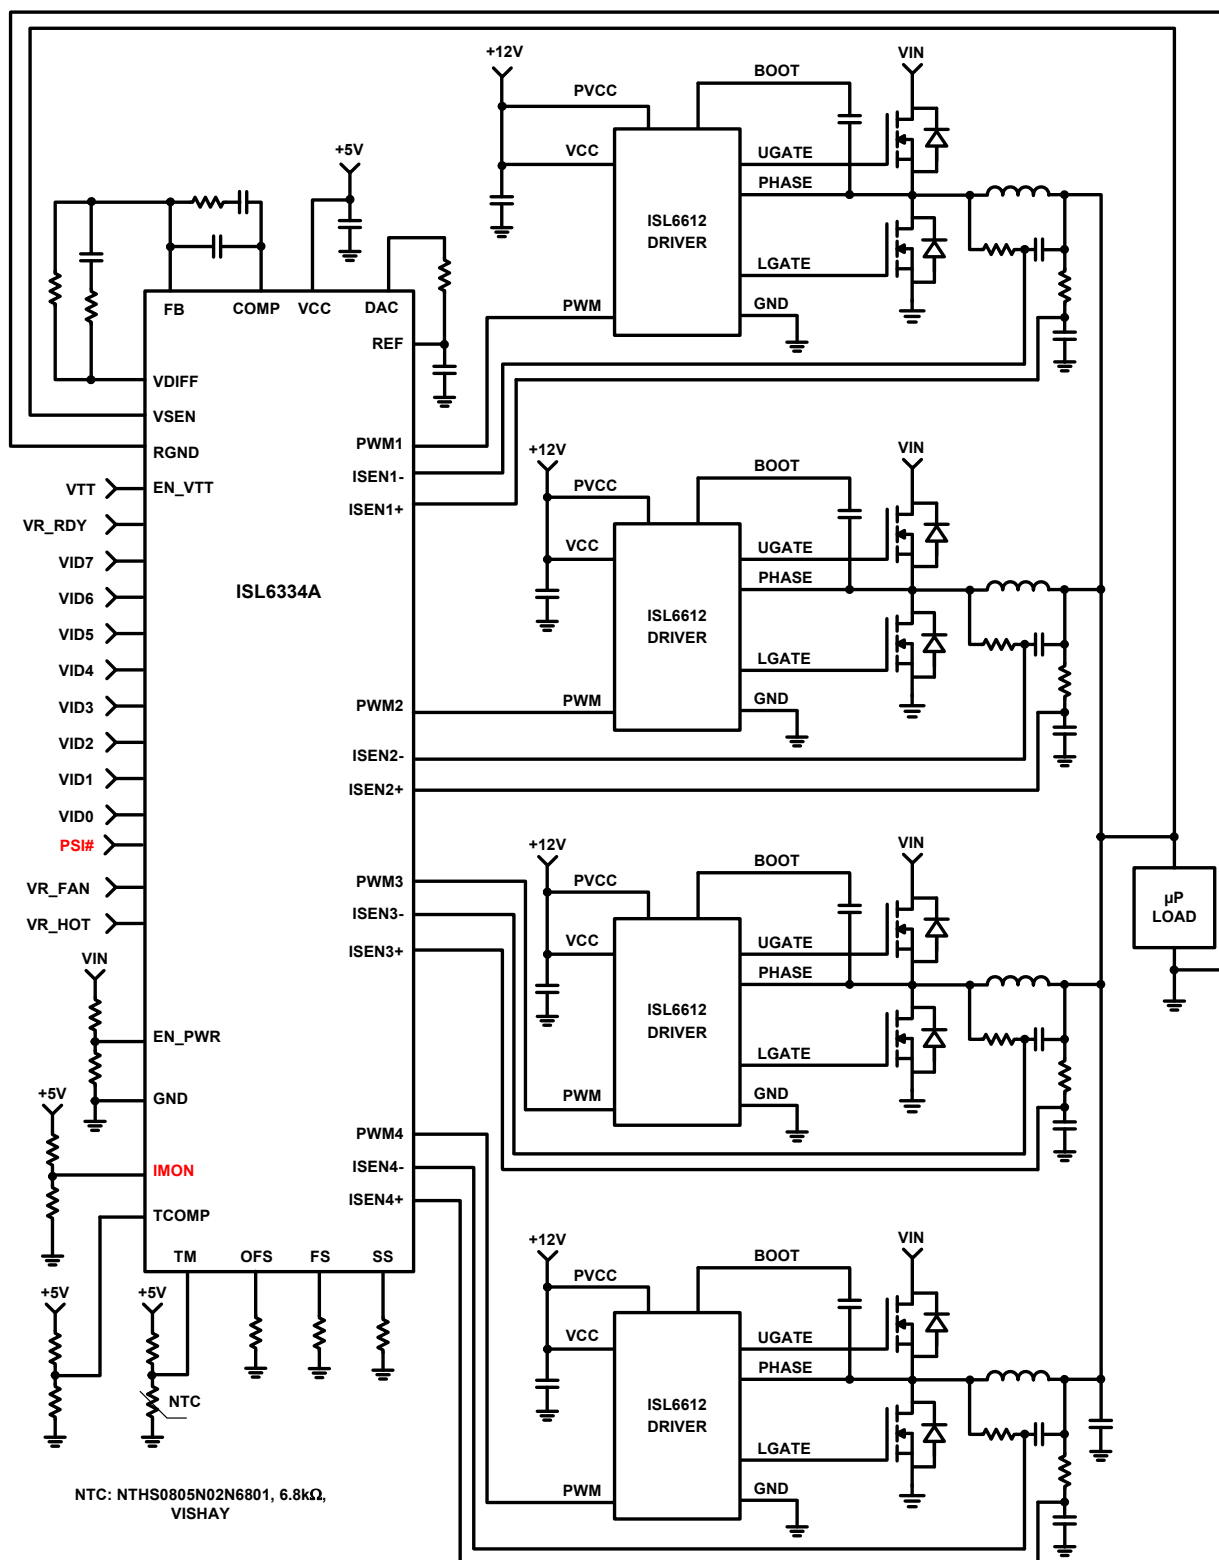 +12V
PVCC
VCC
BOOT
VIN
UGATE
PHASE
ISL6612
DRIVER
LGATE
PWM
GND
+5V
FB
COMP
VCC
DAC
REF
VDIFF
VSEN
RGND
PWM1
ISEN1-
ISEN1+
VTT
EN_VTT
VR_RDY
VID7
VID6
VID5
VID4
VID3
VID2
VID1
VID0
PSI#
VR_FAN
VR_HOT
ISL6334A
+12V
PVCC
VCC
BOOT
VIN
UGATE
PHASE
ISL6612
DRIVER
LGATE
PWM
GND
PWM2
ISEN2-
ISEN2+
+12V
PVCC
VCC
BOOT
VIN
UGATE
PHASE
ISL6612
DRIVER
LGATE
PWM
GND
PWM3
ISEN3-
ISEN3+
µP
LOAD
VIN
EN_PWR
GND
+5V
IMON
TCOMP
PWM4
ISEN4-
ISEN4+
TM
OFS
FS
SS
+5V
+5V
NTC
+12V
PVCC
VCC
BOOT
VIN
UGATE
PHASE
ISL6612
DRIVER
LGATE
PWM
GND
NTC: NTHS0805N02N6801, 6.8kΩ,
VISHAY